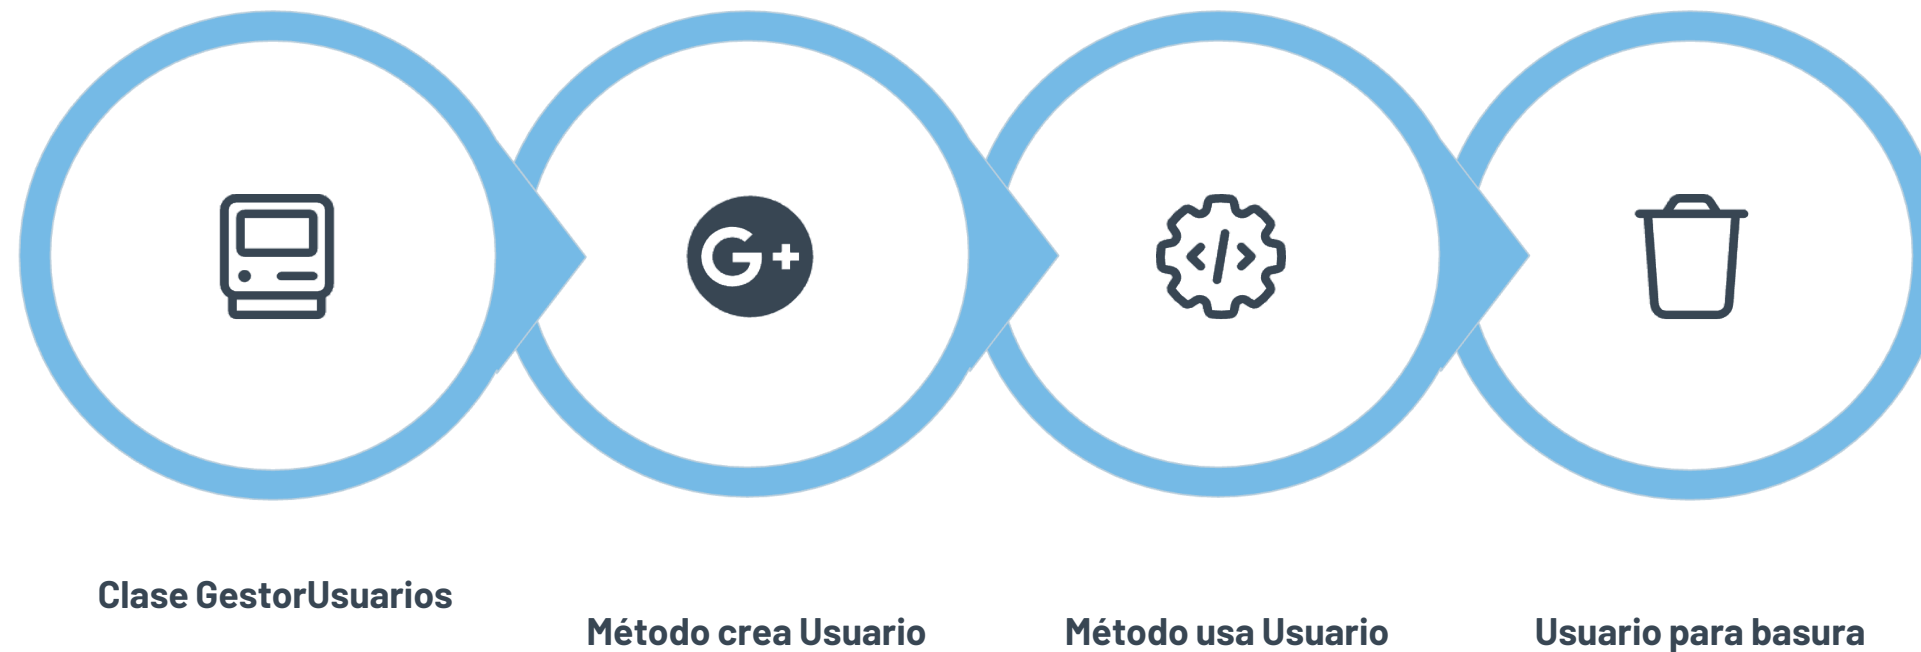 G+
Clase GestorUsuarios
Método crea Usuario
Método usa Usuario
Usuario para basura